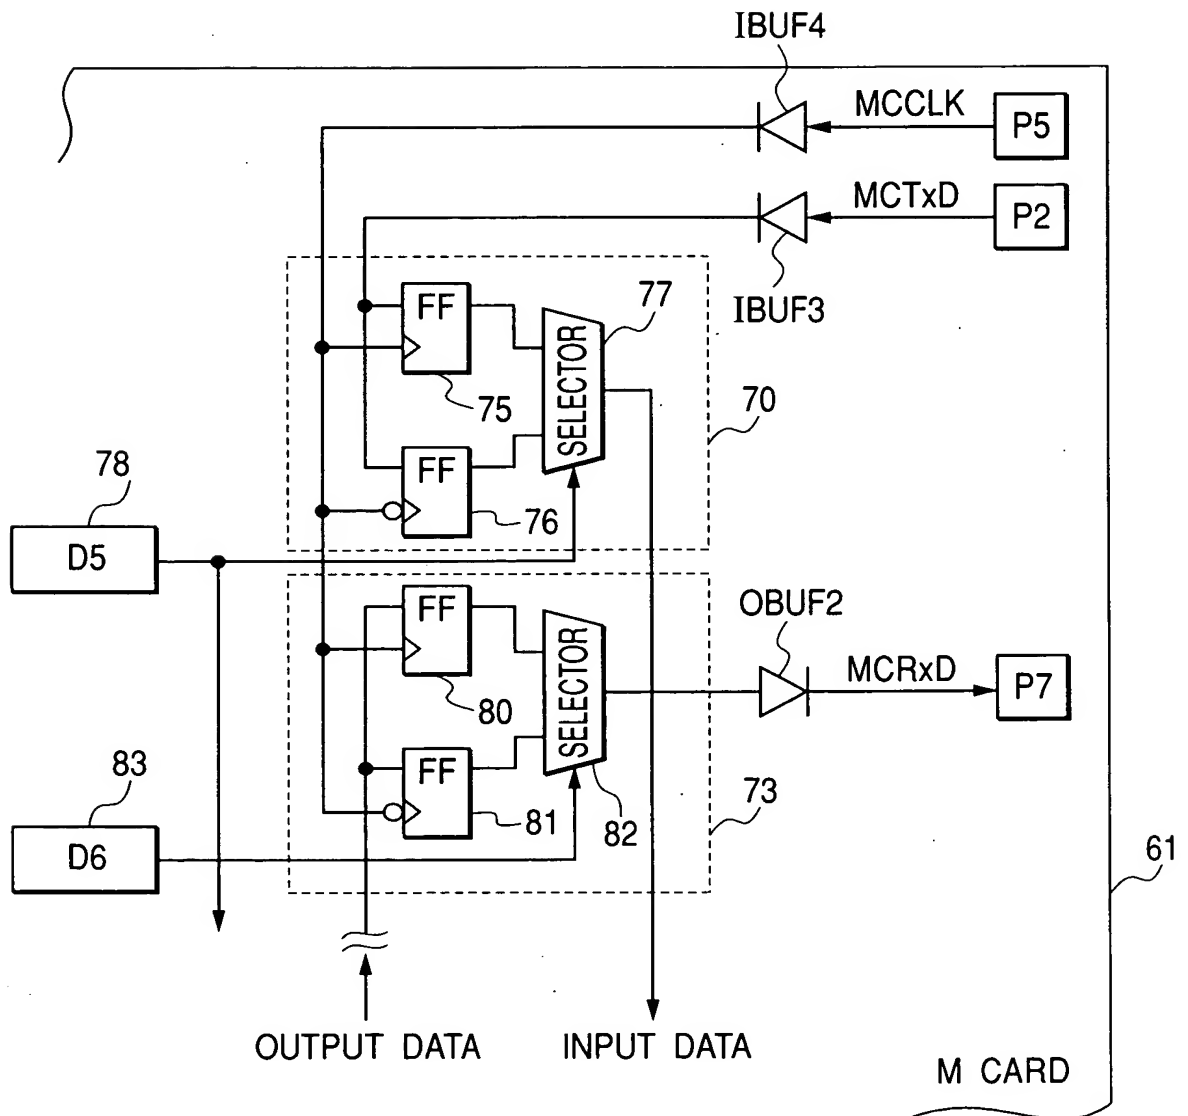 IBUF4
MCCLK
P5
MCTxD
P2
IBUF3
FF
77
SELECTOR
75
70
78
FF
76
D5
FF
OBUF2
SELECTOR
MCRxD
P7
80
83
FF
81
82
73
D6
61
OUTPUT DATA
INPUT DATA
M CARD